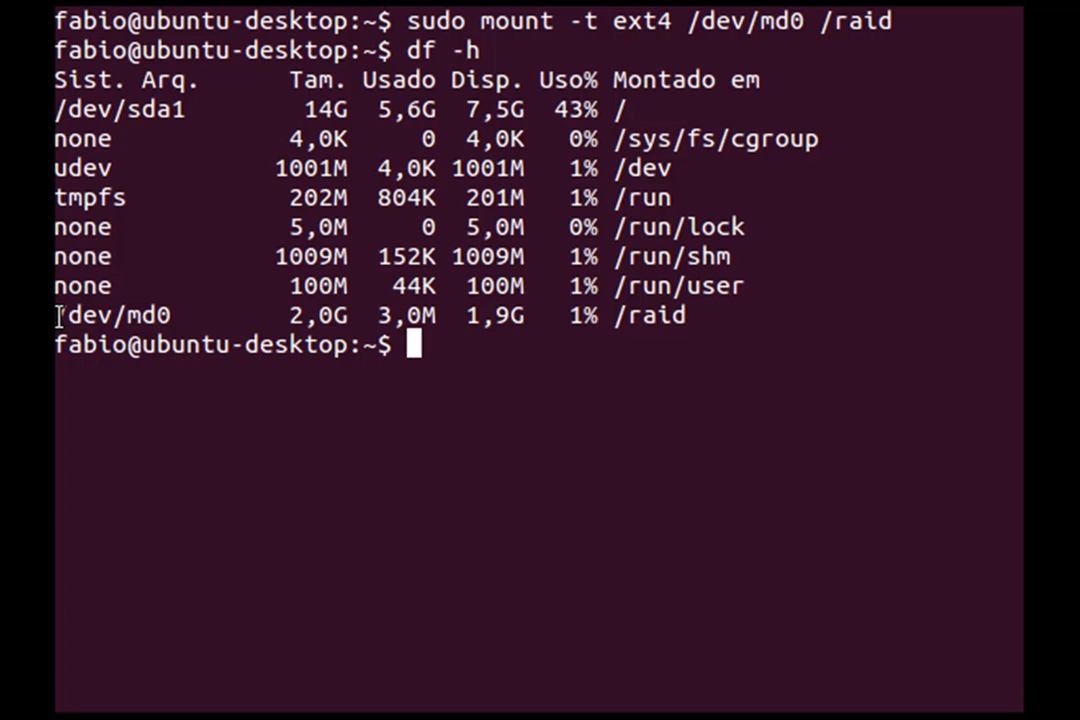 fabio@ubuntu-desktop:~$ sudo mount -t ext4 /dev/md0 /raid
fabio@ubuntu-desktop:~$ df -h
Sist. Arq.      Tam. Usado Disp. Uso% Montado em
/dev/sda1        14G  5,6G  7,5G  43% /
none           4,0K     0  4,0K   0% /sys/fs/cgroup
udev          1001M  4,0K 1001M   1% /dev
tmpfs          202M  804K  201M   1% /run
none           5,0M     0  5,0M   0% /run/lock
none          1009M  152K 1009M   1% /run/shm
none           100M   44K  100M   1% /run/user
/dev/md0       2,0G  3,0M  1,9G   1% /raid
fabio@ubuntu-desktop:~$